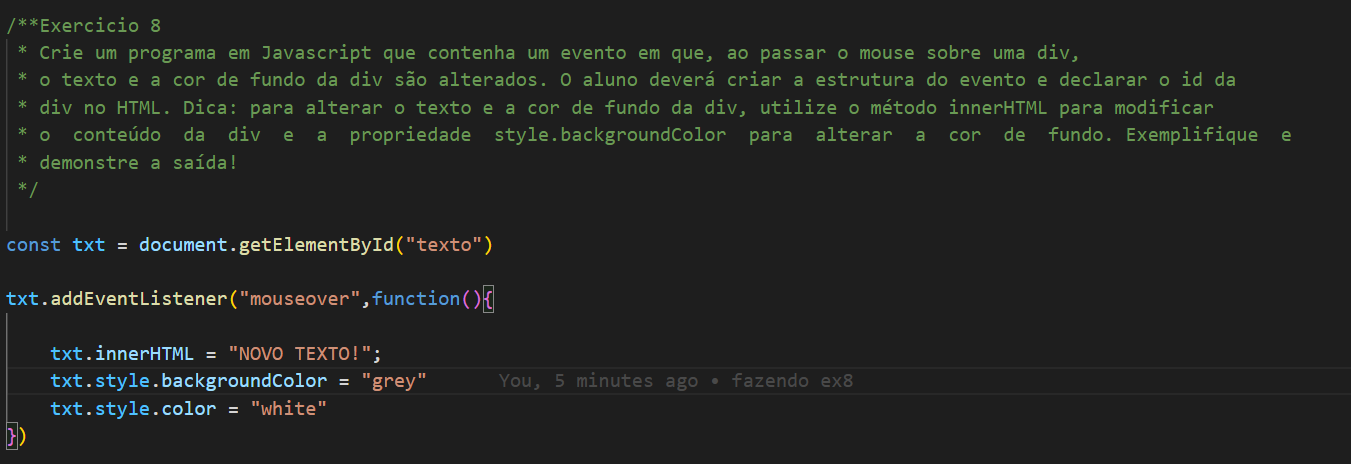 /**Exercicio 8
* Crie um programa em Javascript que contenha um evento em que, ao passar o mouse sobre uma div,
* o texto e a cor de fundo da div são alterados. O aluno deverá criar a estrutura do evento e declarar o id da
* div no HTML. Dica: para alterar o texto e a cor de fundo da div, utilize o método innerHTML para modificar
* o conteúdo da div e a propriedade style.backgroundColor para alterar a cor de fundo. Exemplifique e
* demonstre a saída!
*/
const txt = document.getElementById("texto")
txt.addEventListener("mouseover",function(){
txt.innerHTML = "NOVO TEXTO!";
txt.style.backgroundColor = "grey" You, 5 minutes ago • fazendo ex8
txt.style.color = "white"
})